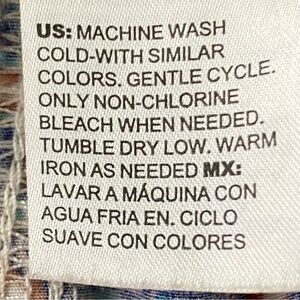 US: MACHINE WASH
COLD-WITH SIMILAR
COLORS. GENTLE CYCLE.
ONLY NON-CHLORINE
BLEACH WHEN NEEDED.
TUMBLE DRY LOW. WARM
IRON AS NEEDED MX:
LAVAR A MÁQUINA CON
AGUA FRIA EN. CICLO
SUAVE CON COLORES